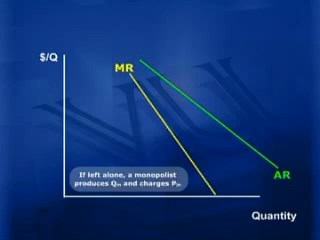 $/Q
MR
If left alone, a monopolist
produces Qₘ and charges Pₘ
AR
Quantity